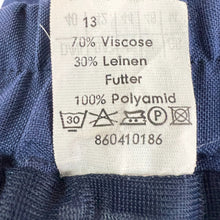 13
70% Viscose
30% Leinen
Futter
100% Polyamid
30
860410186